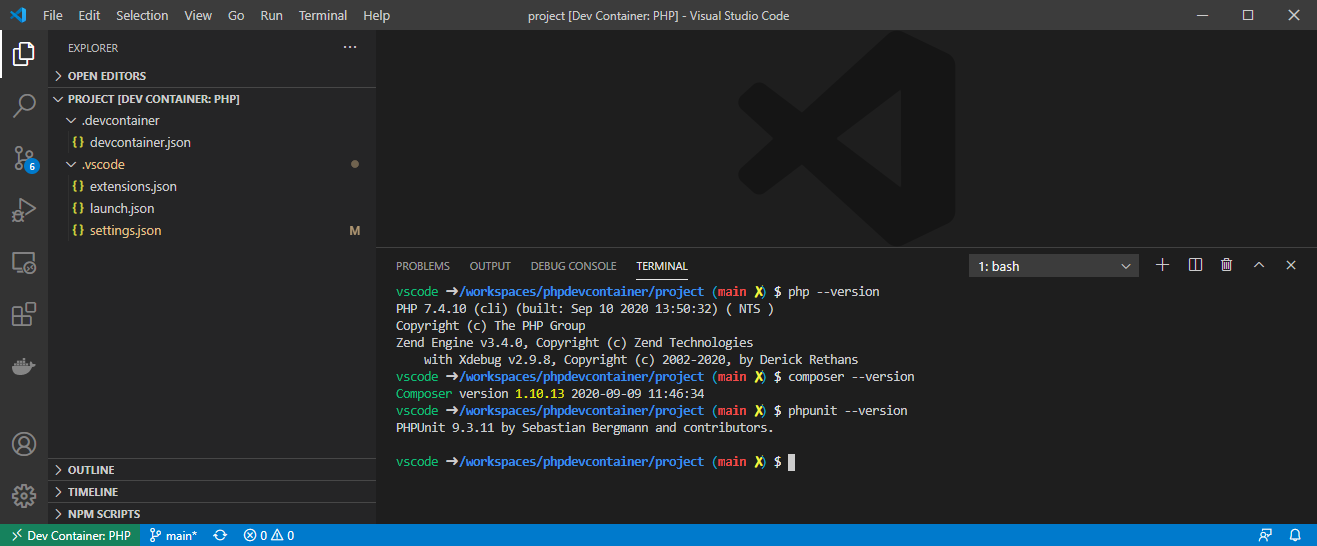 File Edit Selection View Go Run Terminal Help
project [Dev Container: PHP] - Visual Studio Code
EXPLORER
OPEN EDITORS
PROJECT [DEV CONTAINER: PHP]
.devcontainer
{} devcontainer.json
.vscode
{} extensions.json
{} launch.json
{} settings.json M
6
OUTLINE
TIMELINE
NPM SCRIPTS
PROBLEMS OUTPUT DEBUG CONSOLE TERMINAL
1: bash
vscode ➜/workspaces/phpdevcontainer/project (main ✗) $ php --version
PHP 7.4.10 (cli) (built: Sep 10 2020 13:50:32) ( NTS )
Copyright (c) The PHP Group
Zend Engine v3.4.0, Copyright (c) Zend Technologies
    with Xdebug v2.9.8, Copyright (c) 2002-2020, by Derick Rethans
vscode ➜/workspaces/phpdevcontainer/project (main ✗) $ composer --version
Composer version 1.10.13 2020-09-09 11:46:34
vscode ➜/workspaces/phpdevcontainer/project (main ✗) $ phpunit --version
PHPUnit 9.3.11 by Sebastian Bergmann and contributors.
vscode ➜/workspaces/phpdevcontainer/project (main ✗) $
Dev Container: PHP main* 0 0